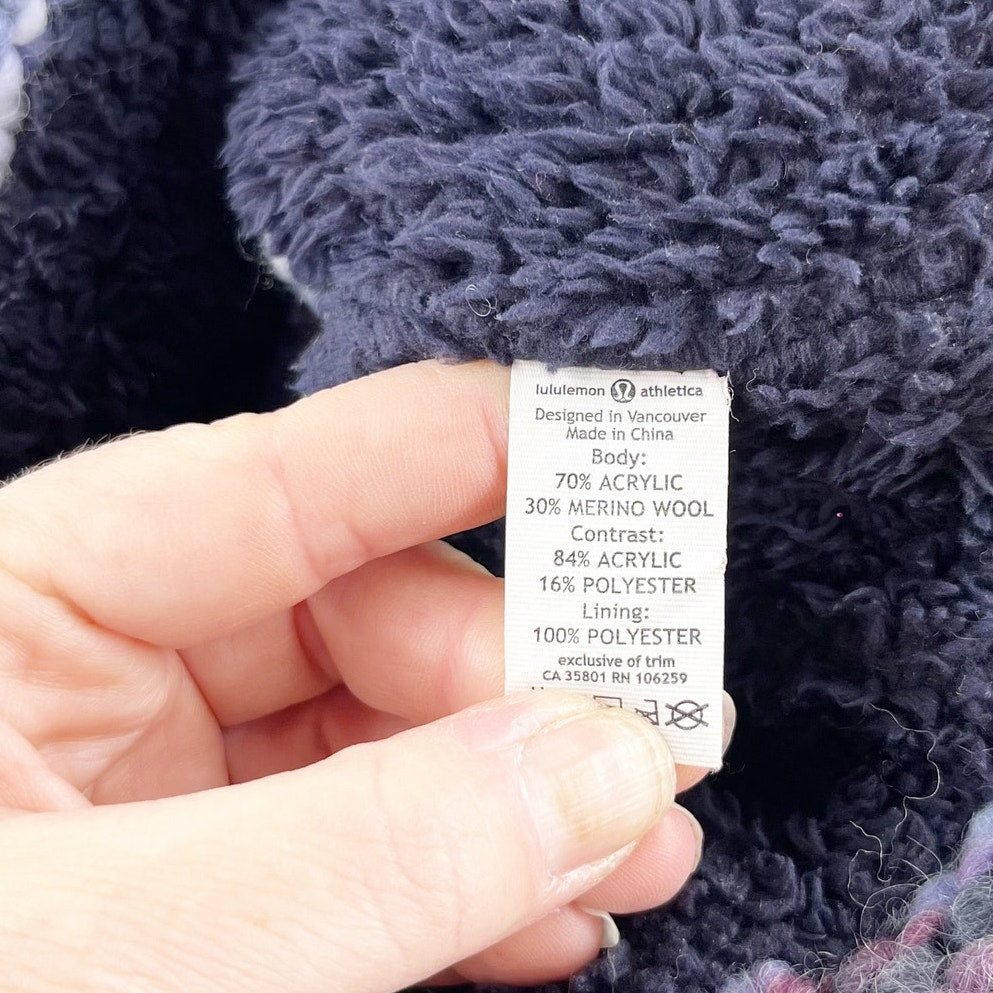 lululemon athletica
Designed in Vancouver
Made in China
Body:
70% ACRYLIC
30% MERINO WOOL
Contrast:
84% ACRYLIC
16% POLYESTER
Lining:
100% POLYESTER
exclusive of trim
CA 35801 RN 106259